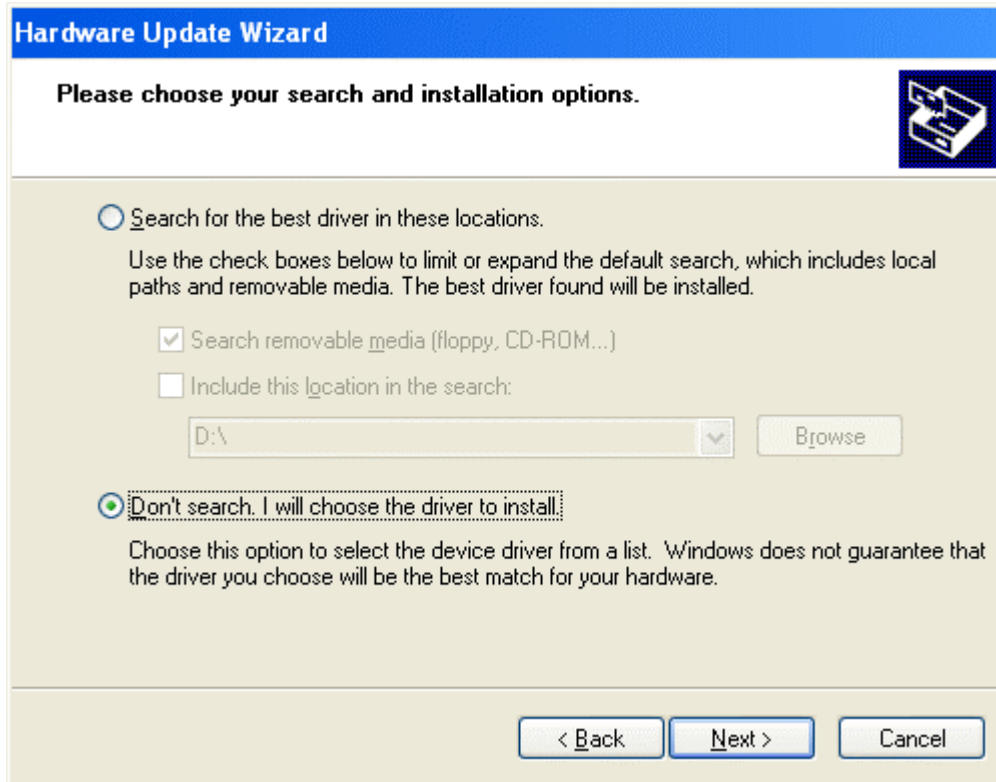 Hardware Update Wizard
Please choose your search and installation options.
Search for the best driver in these locations.
Use the check boxes below to limit or expand the default search, which includes local
paths and removable media. The best driver found will be installed.
Search removable media (floppy, CD-ROM...)
Include this location in the search:
D:\
Browse
Don't search. I will choose the driver to install.
Choose this option to select the device driver from a list. Windows does not guarantee that
the driver you choose will be the best match for your hardware.
< Back
Next >
Cancel